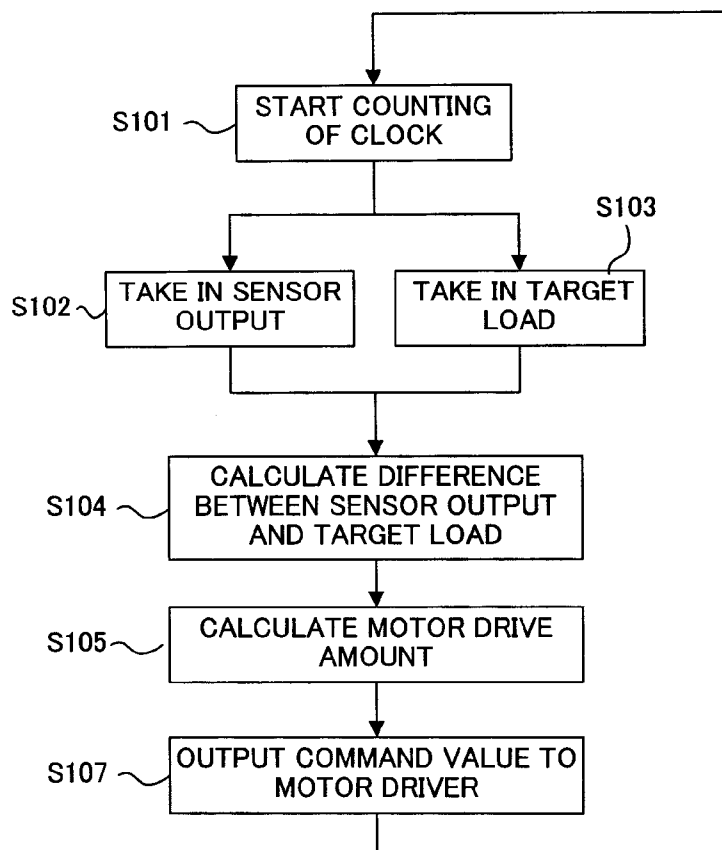 S101
START COUNTING
OF CLOCK
S103
S102
TAKE IN SENSOR
OUTPUT
TAKE IN TARGET
LOAD
S104
CALCULATE DIFFERENCE
BETWEEN SENSOR OUTPUT
AND TARGET LOAD
S105
CALCULATE MOTOR DRIVE
AMOUNT
S107
OUTPUT COMMAND VALUE TO
MOTOR DRIVER